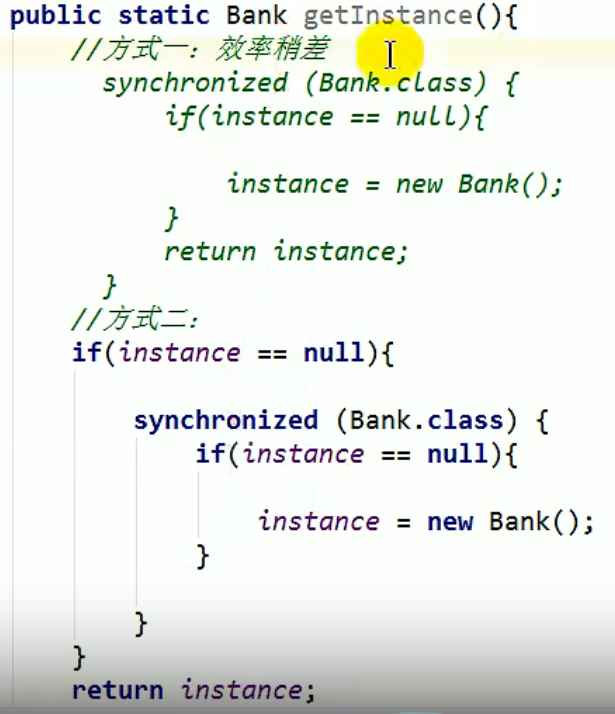 public static Bank getInstance(){
//方式一：效率稍差
synchronized (Bank.class) {
if(instance == null){
instance = new Bank();
}
return instance;
}
//方式二：
if(instance == null){
synchronized (Bank.class) {
if(instance == null){
instance = new Bank();
}
}
}
return instance;